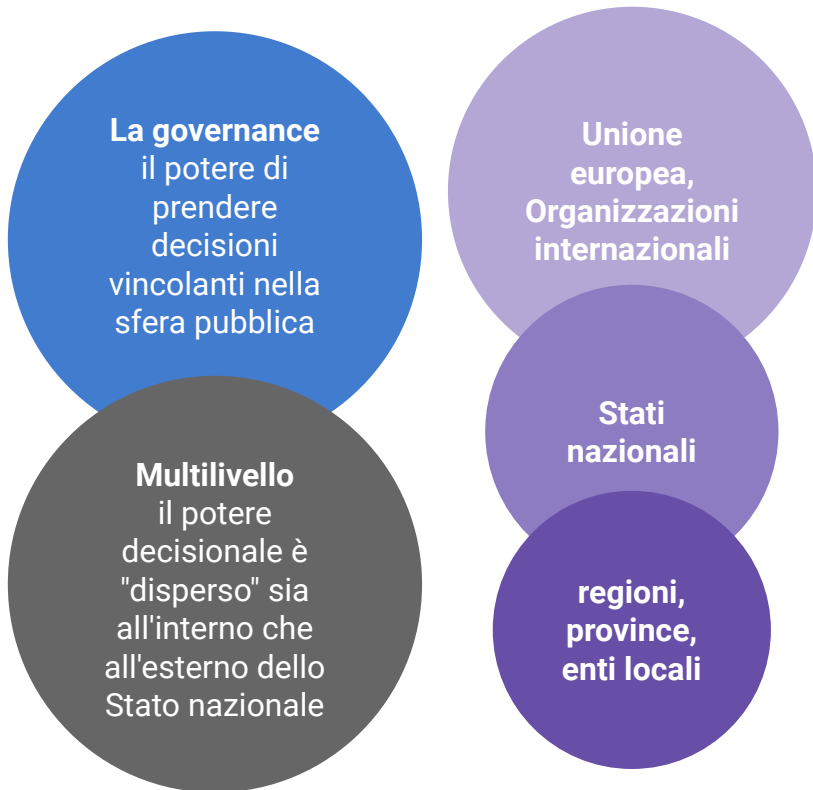 La governance
il potere di
prendere
decisioni
vincolanti nella
sfera pubblica
Multilivello
il potere
decisionale è
"disperso" sia
all'interno che
all'esterno dello
Stato nazionale
Unione
europea,
Organizzazioni
internazionali
Stati
nazionali
regioni,
province,
enti locali